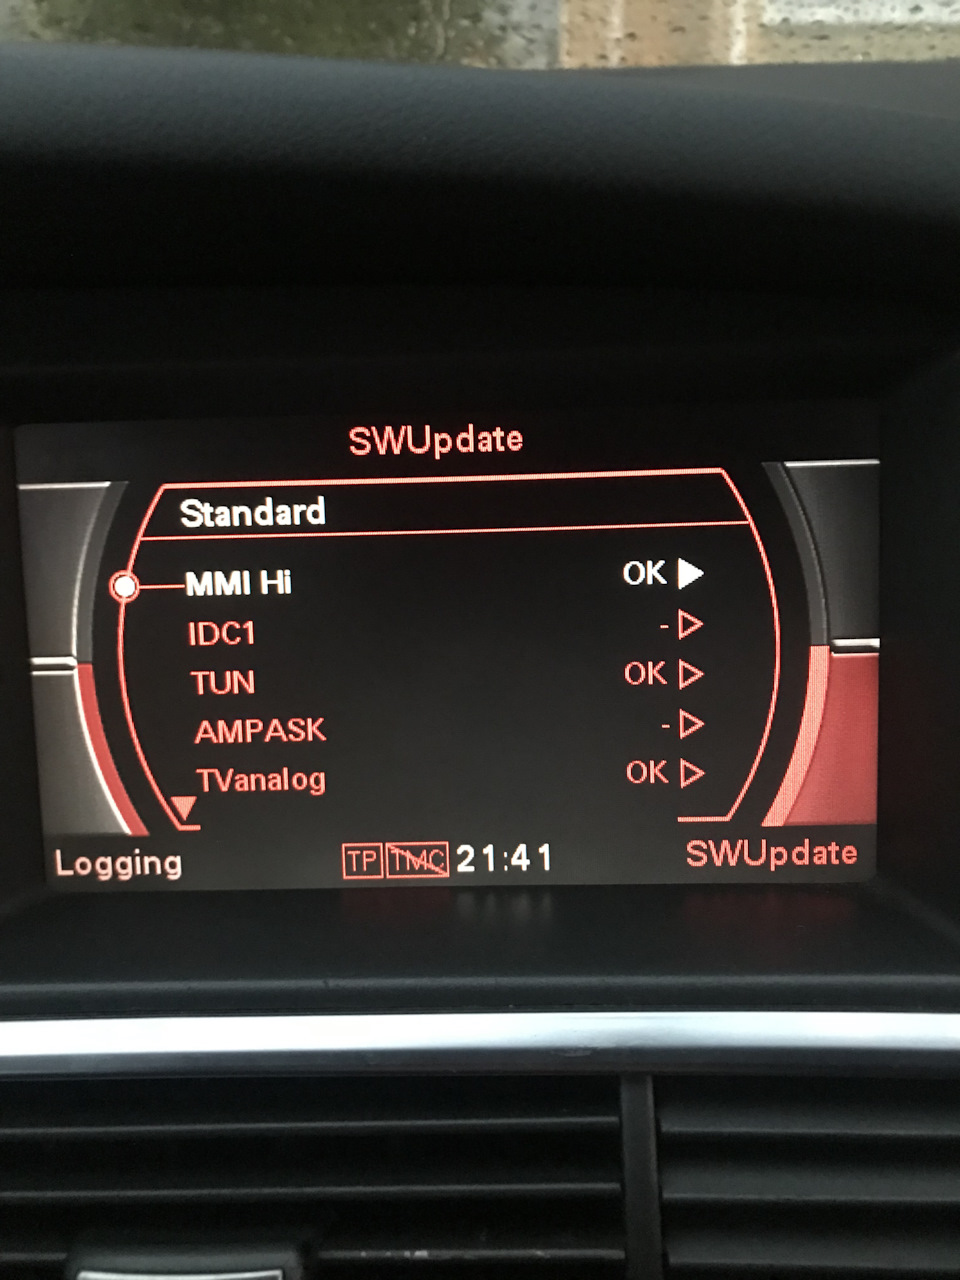 SWUpdate
Standard
MMI Hi OK
IDC1 -
TUN OK
AMPASK -
TVanalog OK
Logging TP TMC 21:41 SWUpdate